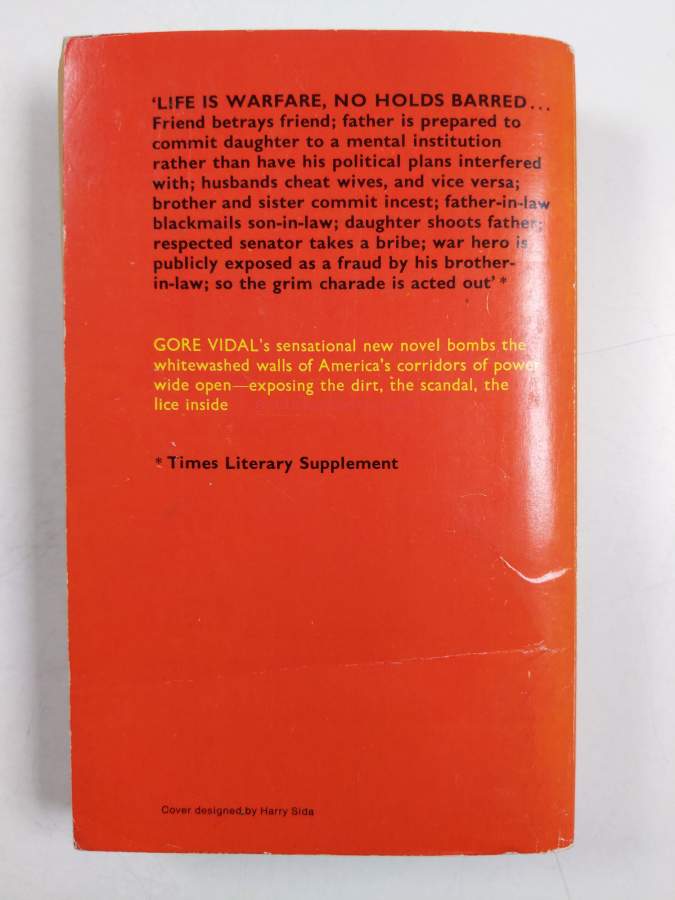 'LIFE IS WARFARE, NO HOLDS BARRED...
Friend betrays friend; father is prepared to
commit daughter to a mental institution
rather than have his political plans interfered
with; husbands cheat wives, and vice versa;
brother and sister commit incest; father-in-law
blackmails son-in-law; daughter shoots father;
respected senator takes a bribe; war hero is
publicly exposed as a fraud by his brother-
in-law; so the grim charade is acted out'*
GORE VIDAL's sensational new novel bombs the
whitewashed walls of America's corridors of power
wide open—exposing the dirt, the scandal, the
lice inside
* Times Literary Supplement
Cover designed by Harry Sida